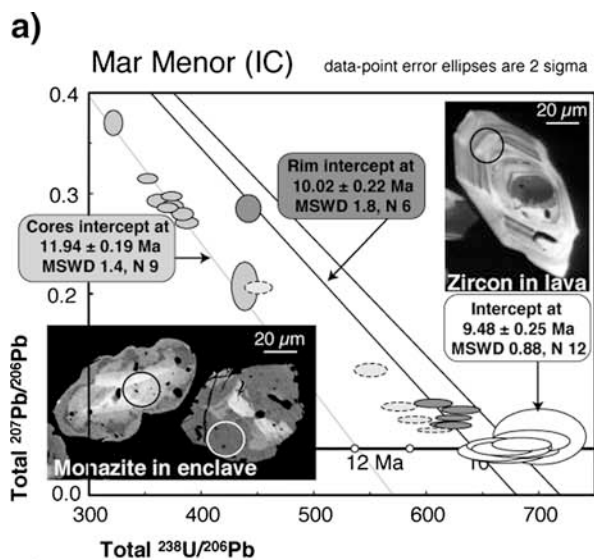 a)
Mar Menor (IC)
data-point error ellipses are 2 sigma
0.4
0.3
0.2
0.0
Total 207Pb/206Pb
20 µm
Rim intercept at
10.02 ± 0.22 Ma
MSWD 1.8, N 6
Cores intercept at
11.94 ± 0.19 Ma
MSWD 1.4, N 9
Zircon in lava
Intercept at
9.48 ± 0.25 Ma
MSWD 0.88, N 12
20 µm
Monazite in enclave
12 Ma
10
300
400
500
600
700
Total 238U/206Pb